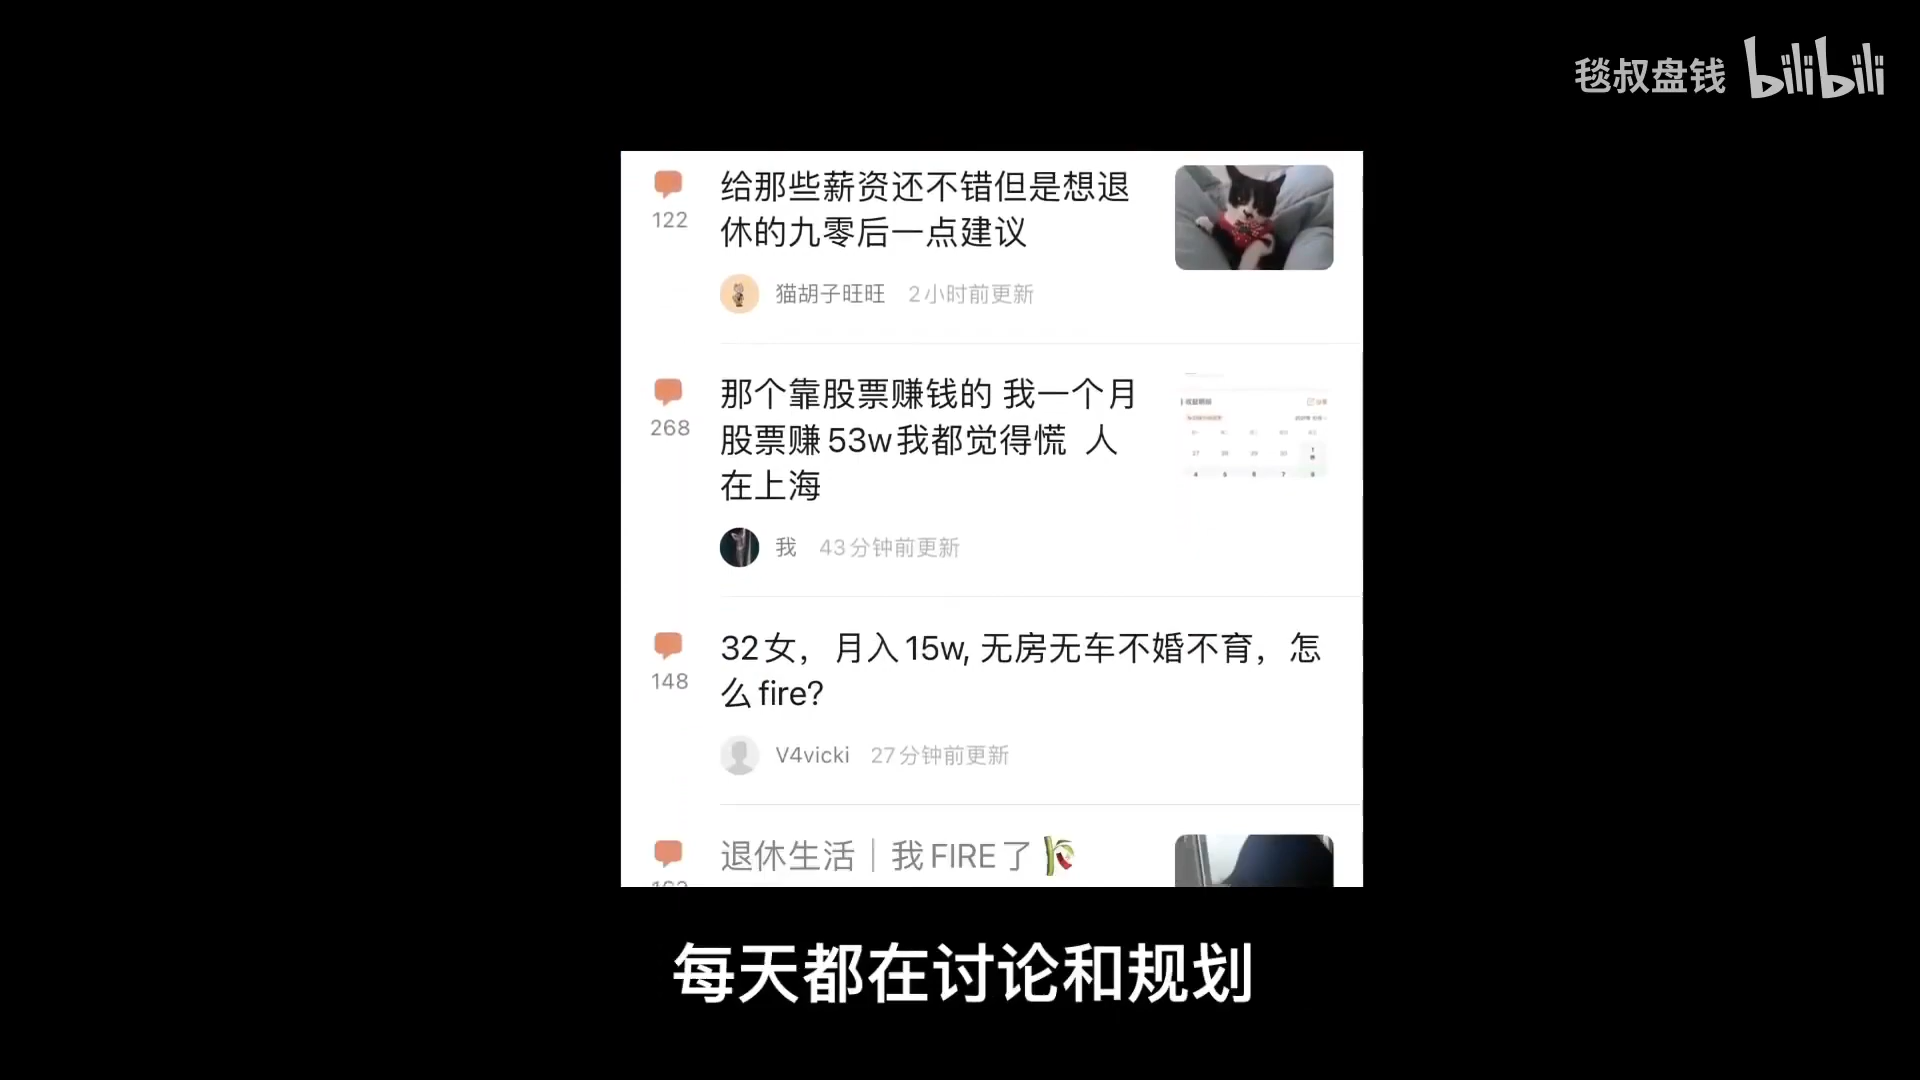 毯叔盘钱 bilibili
给那些薪资还不错但是想退
休的九零后一点建议
122
猫胡子旺旺 2小时前更新
那个靠股票赚钱的 我一个月
股票赚53w我都觉得慌 人
在上海
268
我 43分钟前更新
32女，月入15w, 无房无车不婚不育，怎
么fire?
148
V4vicki 27分钟前更新
退休生活｜我FIRE了
每天都在讨论和规划